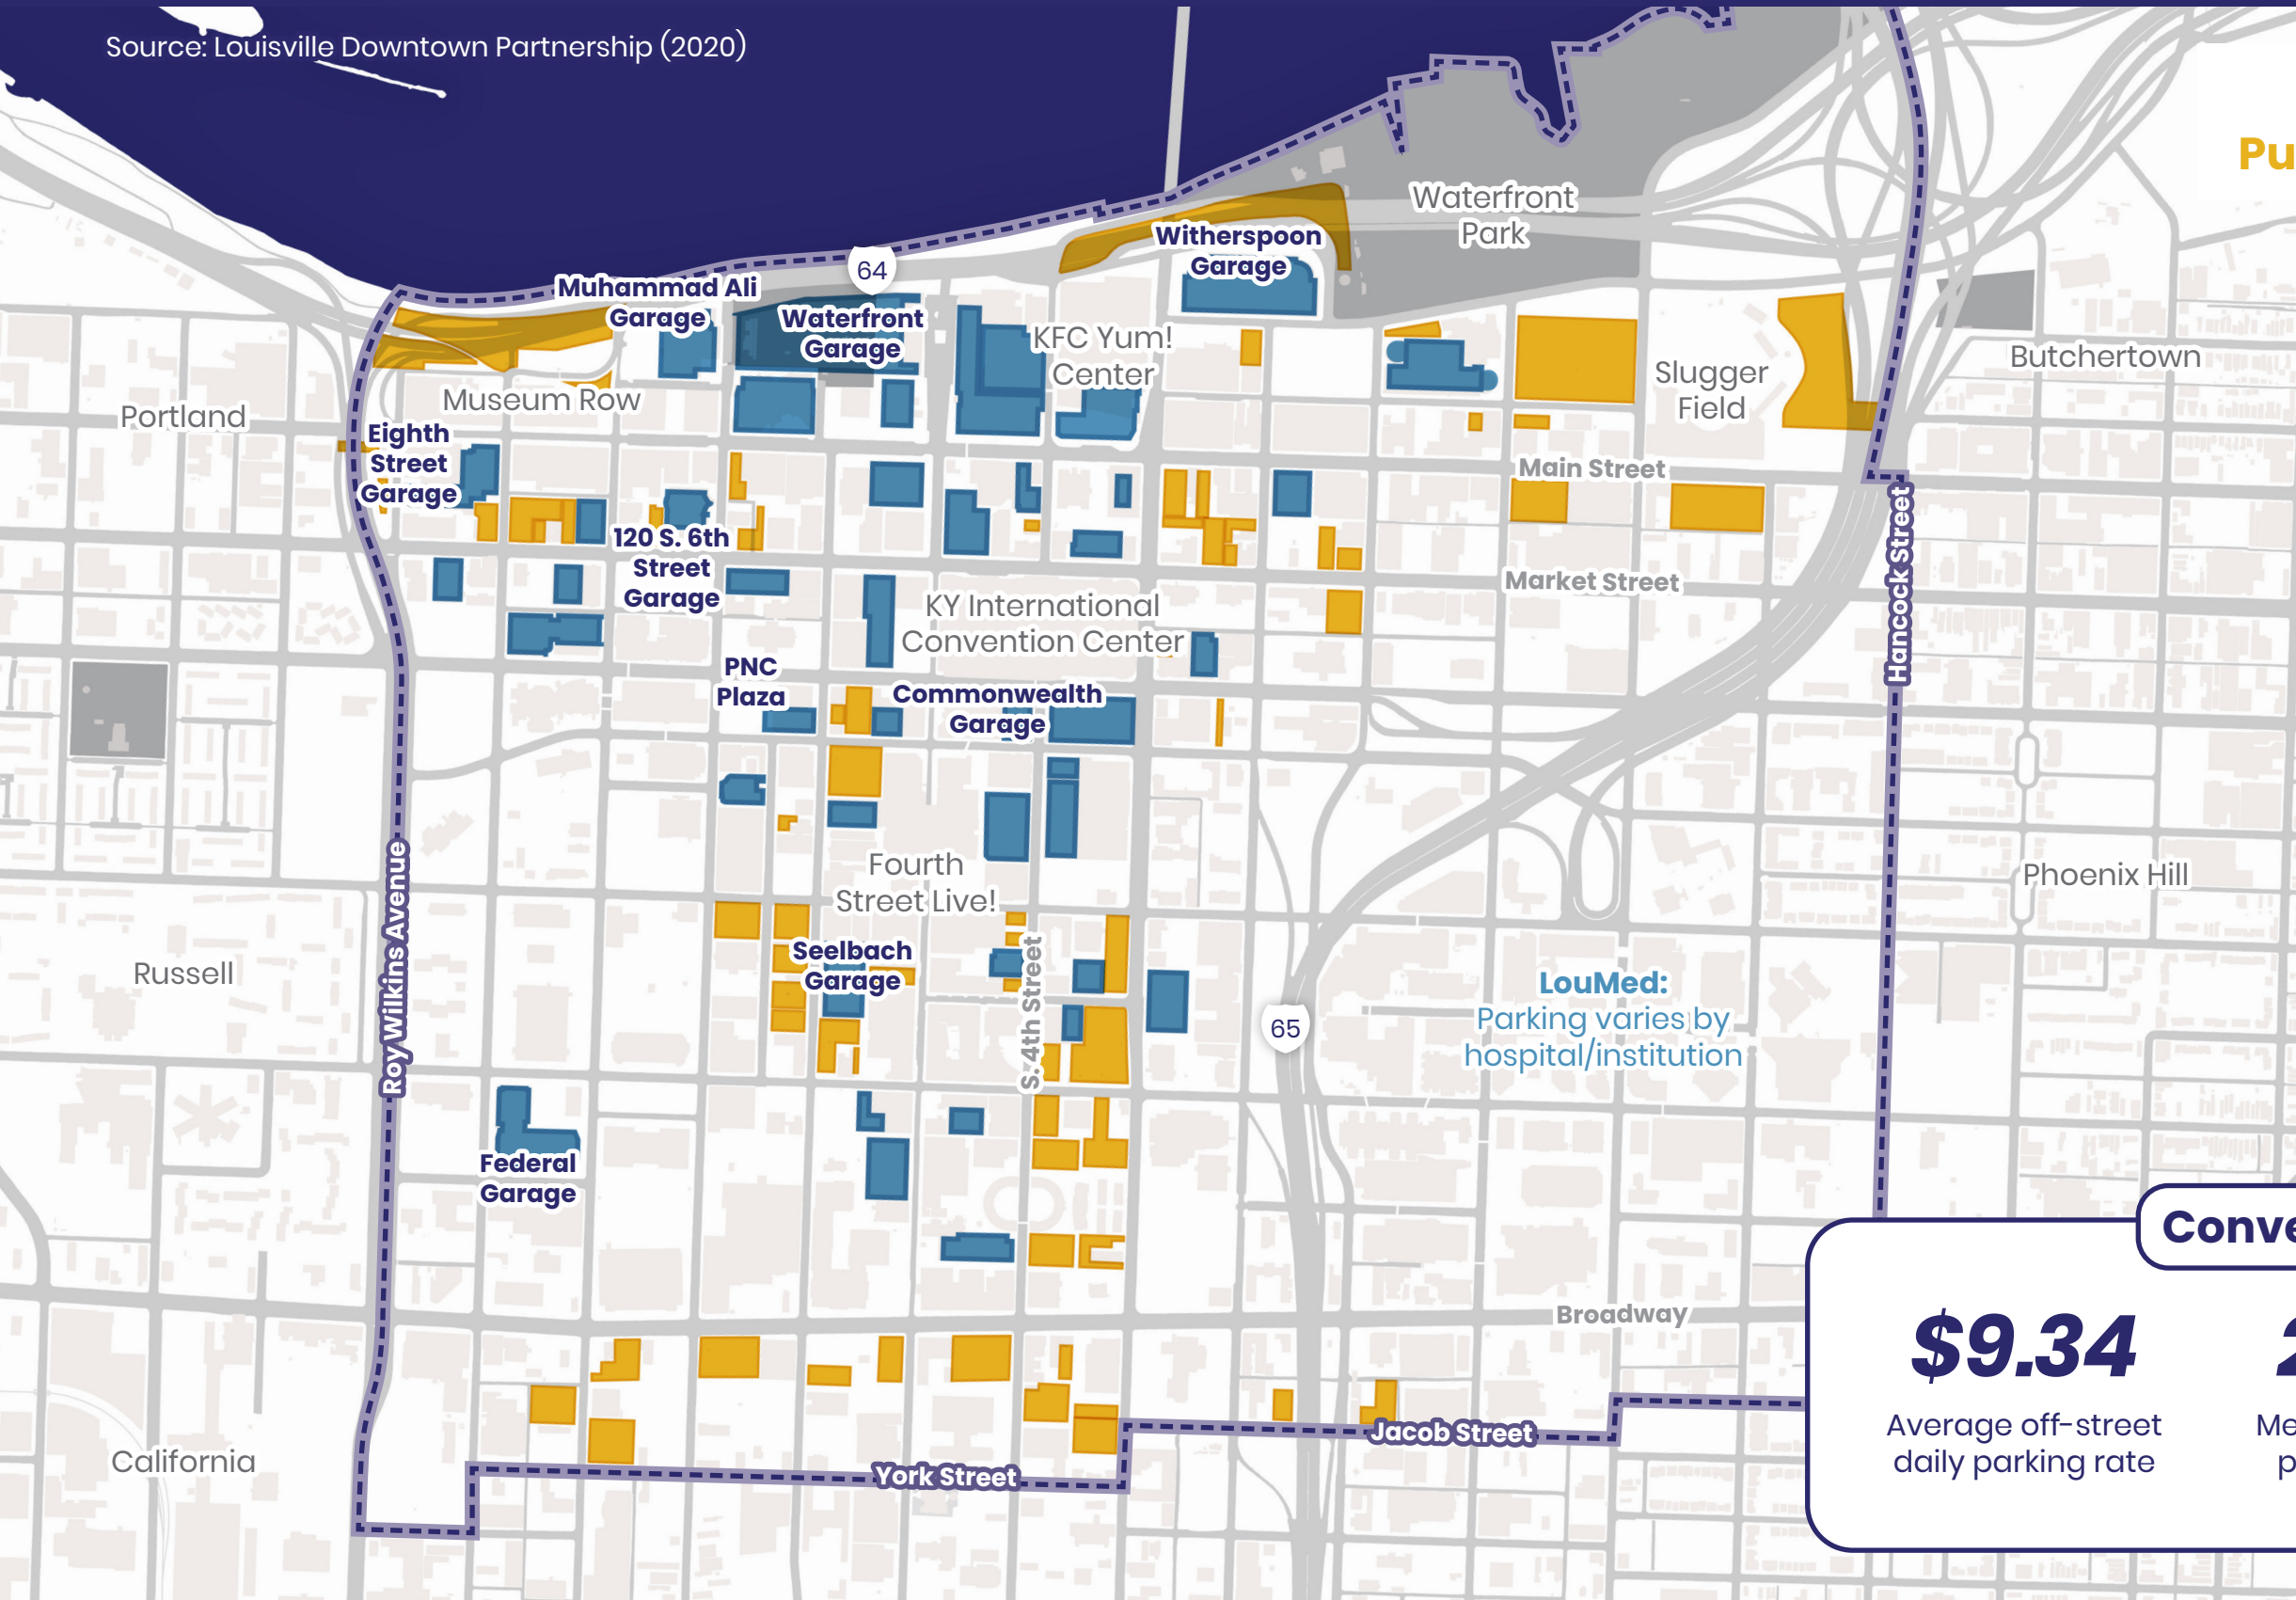 Source: Louisville Downtown Partnership (2020)
Pu
Waterfront
Park
Witherspoon
Garage
64
Muhammad Ali
Garage
Waterfront
Garage
KFC Yum!
Center
Museum Row
Portland
Slugger
Field
Butchertown
Eighth
Street
Garage
Main Street
Hancock Street
120 S. 6th
Street
Garage
Market Street
KY International
Convention Center
PNC
Plaza
Commonwealth
Garage
Roy Wilkins Avenue
Fourth
Street Live!
Phoenix Hill
Russell
Seelbach
Garage
S. 4th Street
65
LouMed:
Parking varies by
hospital/institution
Federal
Garage
Broadway
Jacob Street
York Street
California
Conve
$9.34
Average off-street
daily parking rate
2
Me
p